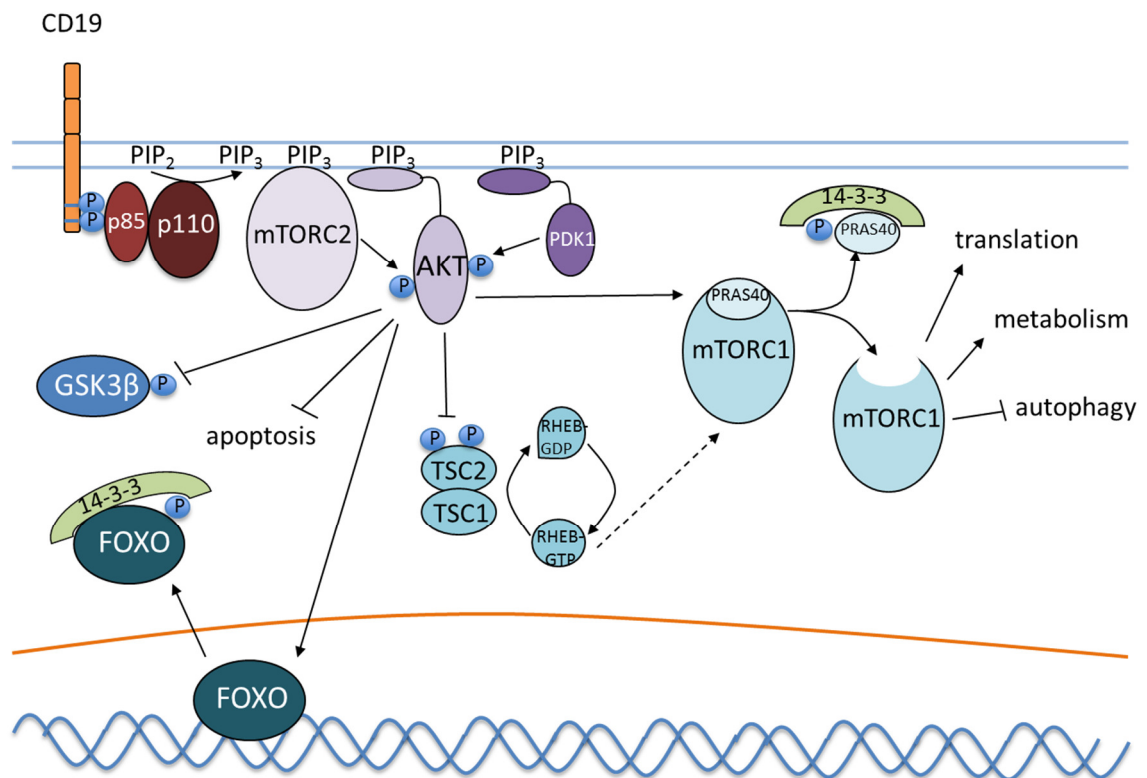 CD19
PIP2 PIP3 PIP3 PIP3 PIP3
P
P
p85
p110
mTORC2
AKT
P
P
PDK1
14-3-3
P
PRAS40
translation
PRAS40
mTORC1
metabolism
mTORC1
autophagy
GSK3β
P
apoptosis
P P
TSC2
TSC1
RHEB-
GDP
RHEB-
GTP
14-3-3
P
FOXO
FOXO